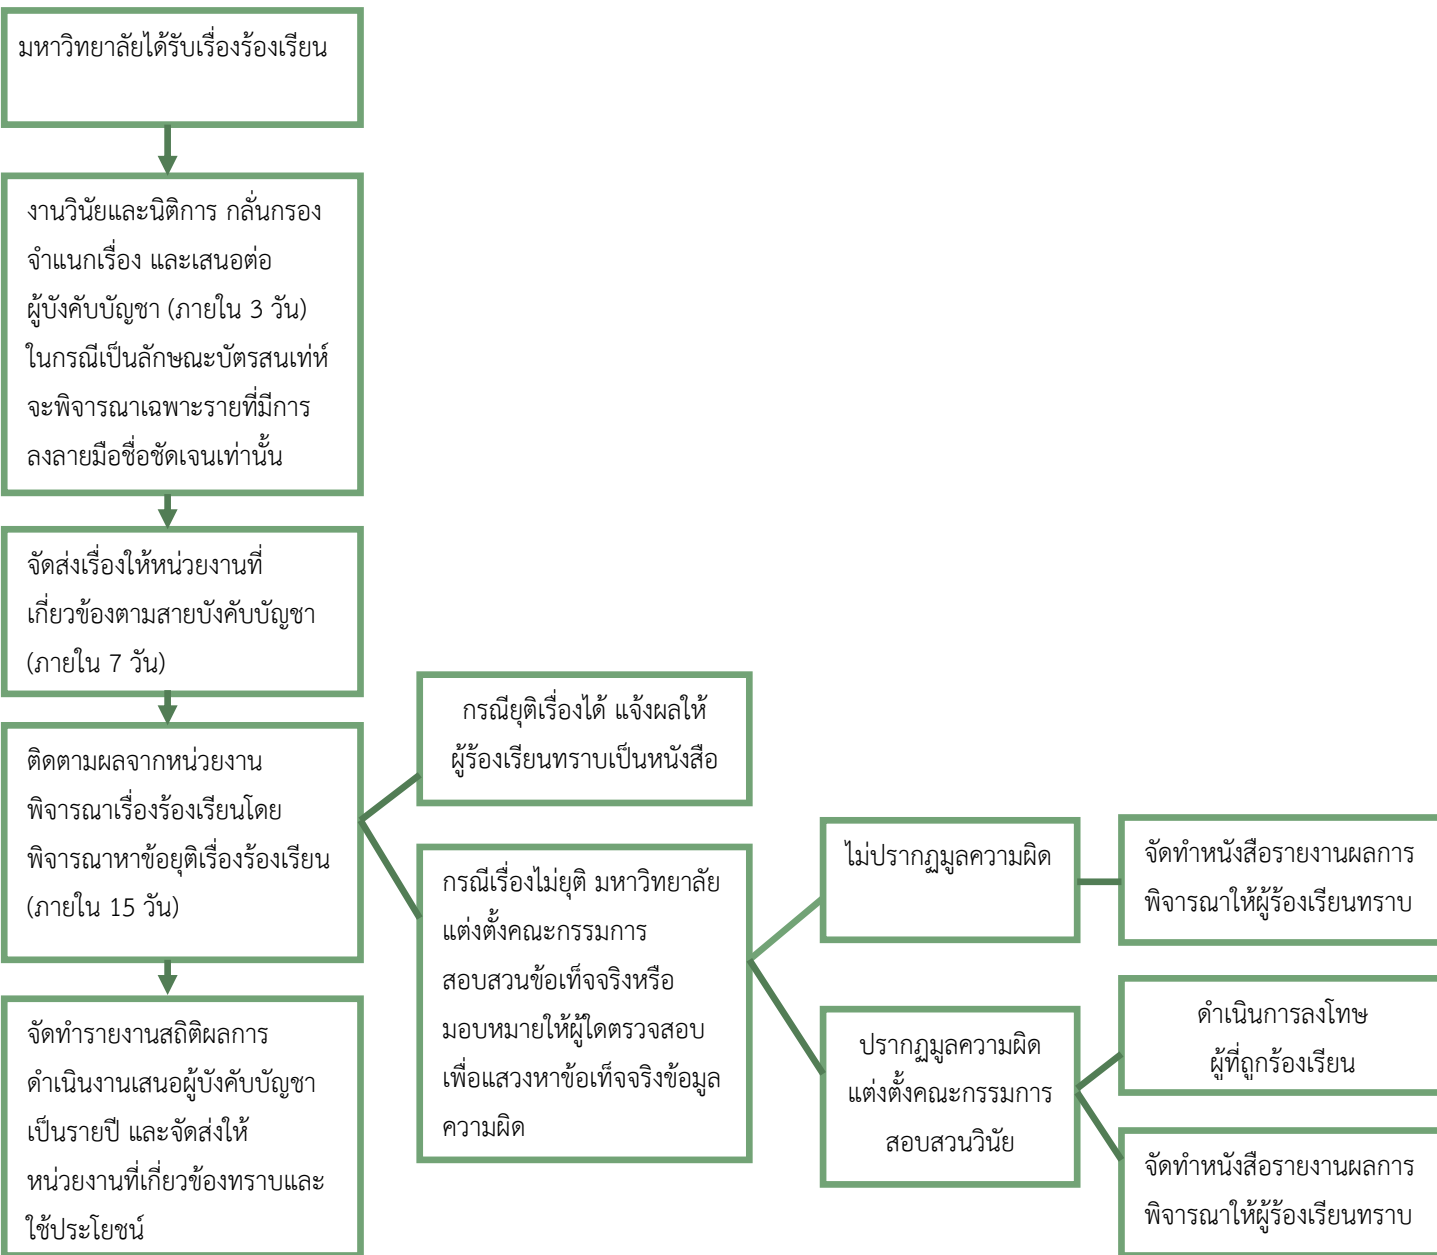 มหาวิทยาลัยได้รับเรื่องร้องเรียน
งานวินัยและนิติการ กลั่นกรอง
จำแนกเรื่อง และเสนอต่อ
ผู้บังคับบัญชา (ภายใน 3 วัน)
ในกรณีเป็นลักษณะบัตรสนเท่ห์
จะพิจารณาเฉพาะรายที่มีการ
ลงลายมือชื่อชัดเจนเท่านั้น
จัดส่งเรื่องให้หน่วยงานที่
เกี่ยวข้องตามสายบังคับบัญชา
(ภายใน 7 วัน)
ติดตามผลจากหน่วยงาน
พิจารณาเรื่องร้องเรียนโดย
พิจารณาหาข้อยุติเรื่องร้องเรียน
(ภายใน 15 วัน)
จัดทำรายงานสถิติผลการ
ดำเนินงานเสนอผู้บังคับบัญชา
เป็นรายปี และจัดส่งให้
หน่วยงานที่เกี่ยวข้องทราบและ
ใช้ประโยชน์
กรณียุติเรื่องได้ แจ้งผลให้
ผู้ร้องเรียนทราบเป็นหนังสือ
กรณีเรื่องไม่ยุติ มหาวิทยาลัย
แต่งตั้งคณะกรรมการ
สอบสวนข้อเท็จจริงหรือ
มอบหมายให้ผู้ใดตรวจสอบ
เพื่อแสวงหาข้อเท็จจริงข้อมูล
ความผิด
ไม่ปรากฏมูลความผิด
จัดทำหนังสือรายงานผลการ
พิจารณาให้ผู้ร้องเรียนทราบ
ปรากฏมูลความผิด
แต่งตั้งคณะกรรมการ
สอบสวนวินัย
ดำเนินการลงโทษ
ผู้ที่ถูกร้องเรียน
จัดทำหนังสือรายงานผลการ
พิจารณาให้ผู้ร้องเรียนทราบ